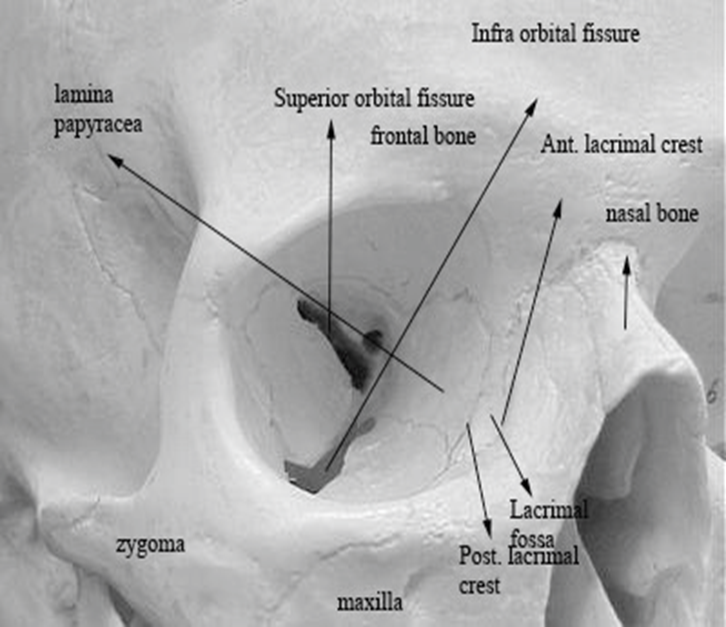 Infra orbital fissure
lamina
papyracea
Superior orbital fissure
frontal bone
Ant. lacrimal crest
nasal bone
Lacrimal
fossa
Post. lacrimal
crest
zygoma
maxilla